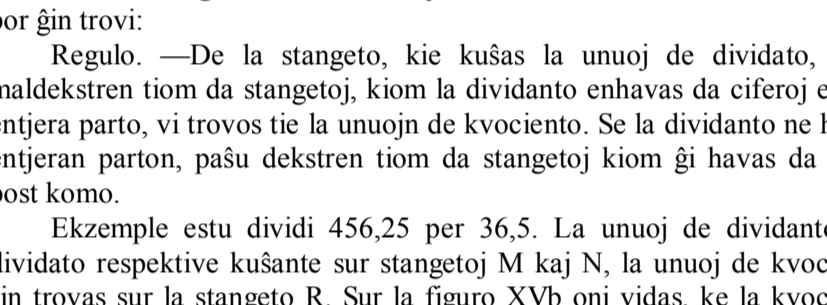 por ĝin trovi:
Regulo. —De la stangeto, kie kuŝas la unuoj de dividato,
maldekstren tiom da stangetoj, kiom la dividanto enhavas da ciferoj
entjera parto, vi trovos tie la unuojn de kvociento. Se la dividanto ne
entjeran parton, paŝu dekstren tiom da stangetoj kiom ĝi havas da
post komo.
Ekzemple estu dividi 456,25 per 36,5. La unuoj de
dividato respektive kuŝante sur stangetoj M kaj N, la unuoj de
trovas sur la stangeto R. Sur la figuro XVb oni vidas, ke la